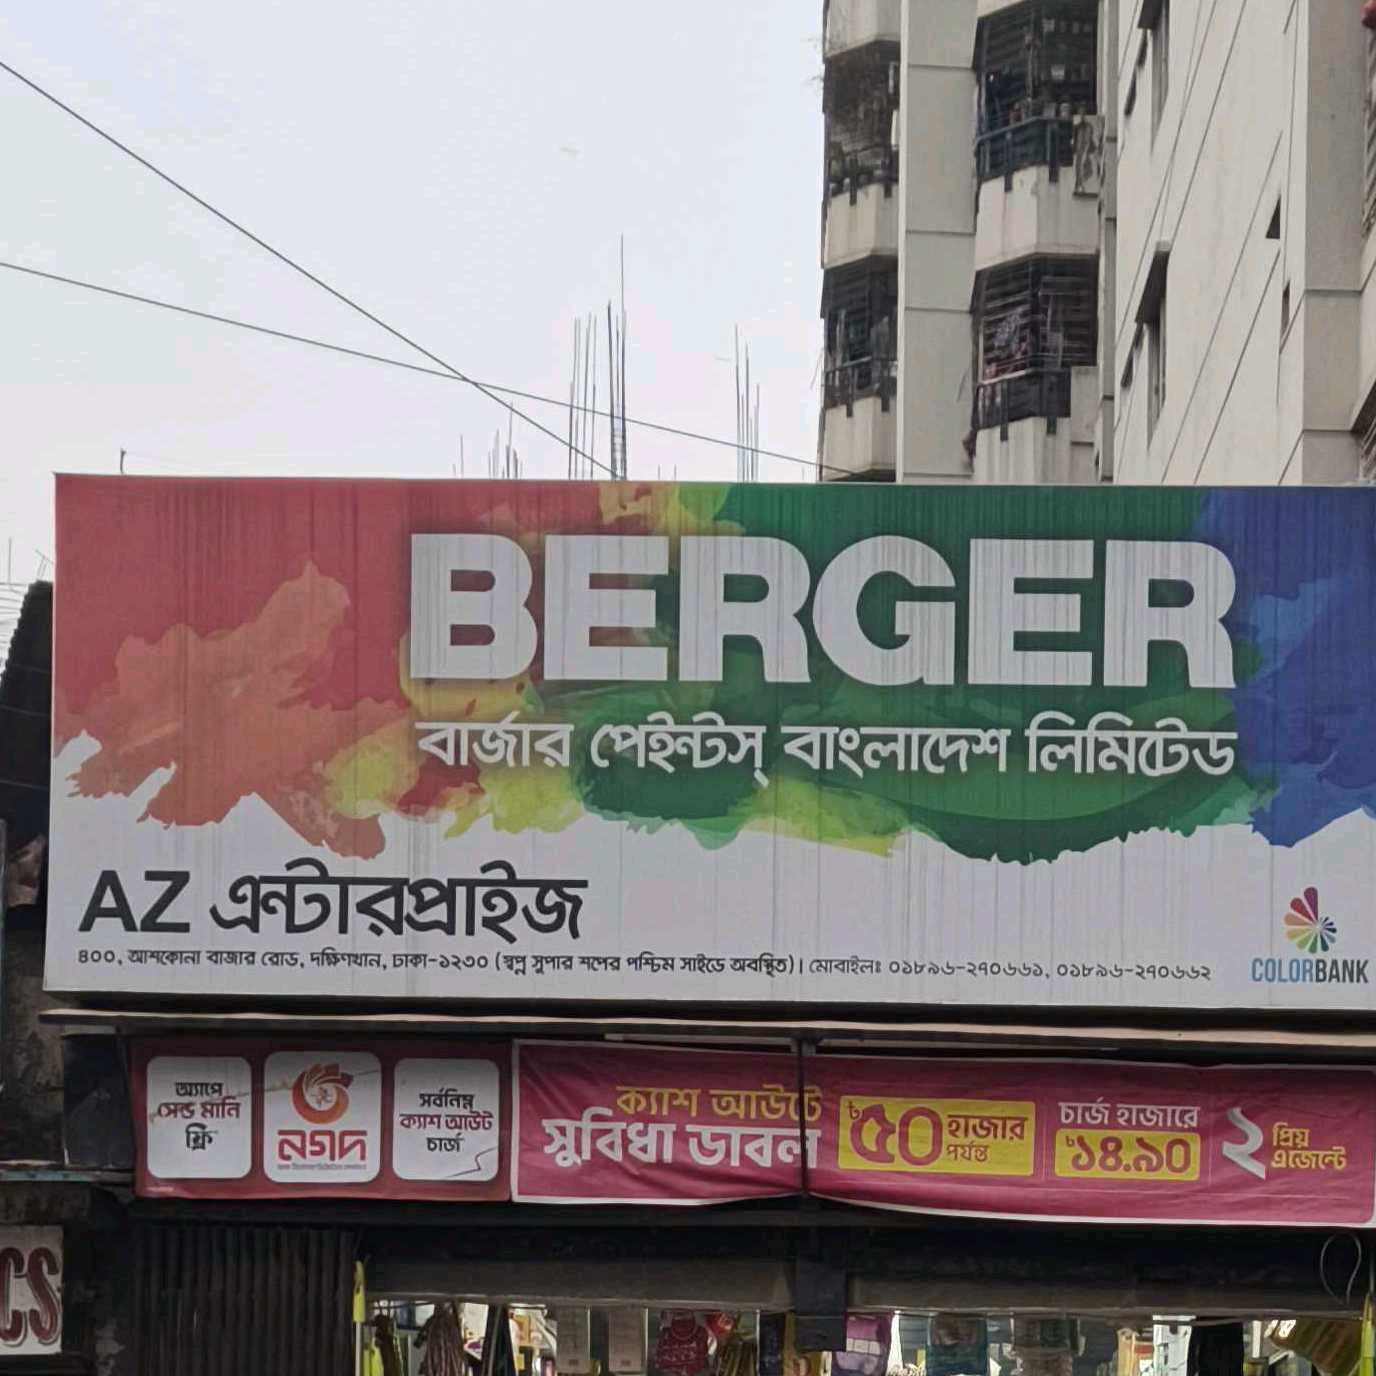 BERGER
বার্জার পেইন্টস্ বাংলাদেশ লিমিটেড
AZ এন্টারপ্রাইজ
৪০০, আশকোনা বাজার রোড, দক্ষিণখান, ঢাকা-১২৩০ (স্বপ্ন সুপার শপের পশ্চিম সাইডে অবস্থিত)। মোবাইলঃ ০১৮৯৬-২৭০৬৬১, ০১৮৯৬-২৭০৬৬২
COLORBANK
অ্যাপে
সেন্ড মানি
ফ্রি
নগদ
সর্বনিম্ন
ক্যাশ আউট
চার্জ
ক্যাশ আউটে
সুবিধা ডাবল
৳৫০ হাজার
পর্যন্ত
চার্জ হাজারে
৳১৪.৯০
২ প্রিয়
এজেন্টে
CS